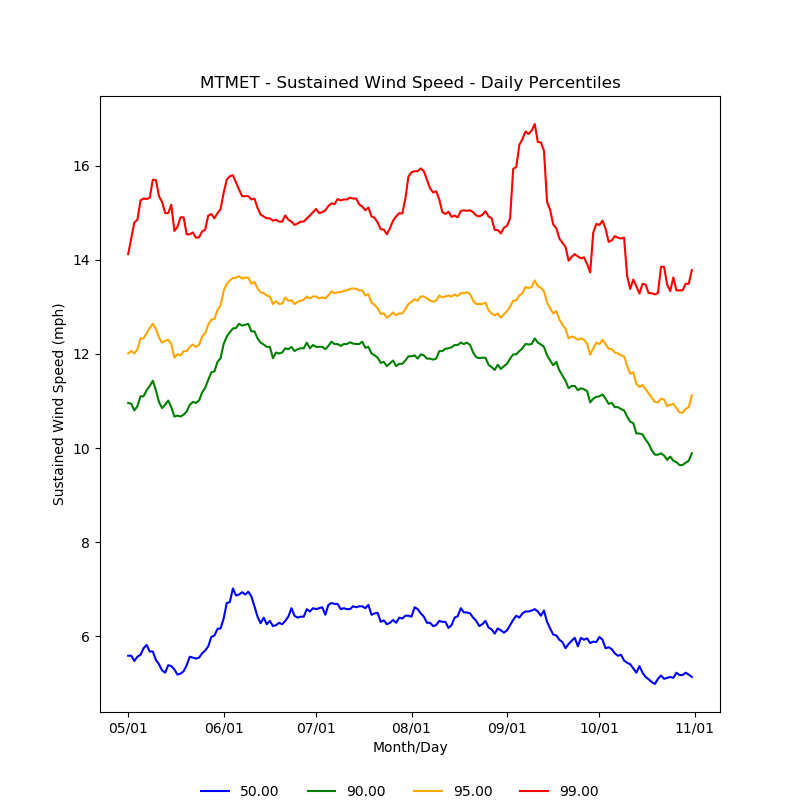 MTMET - Sustained Wind Speed - Daily Percentiles
Sustained Wind Speed (mph)
16
14
12
10
8
6
05/01 06/01 07/01 08/01 09/01 10/01 11/01
Month/Day
50.00 90.00 95.00 99.00